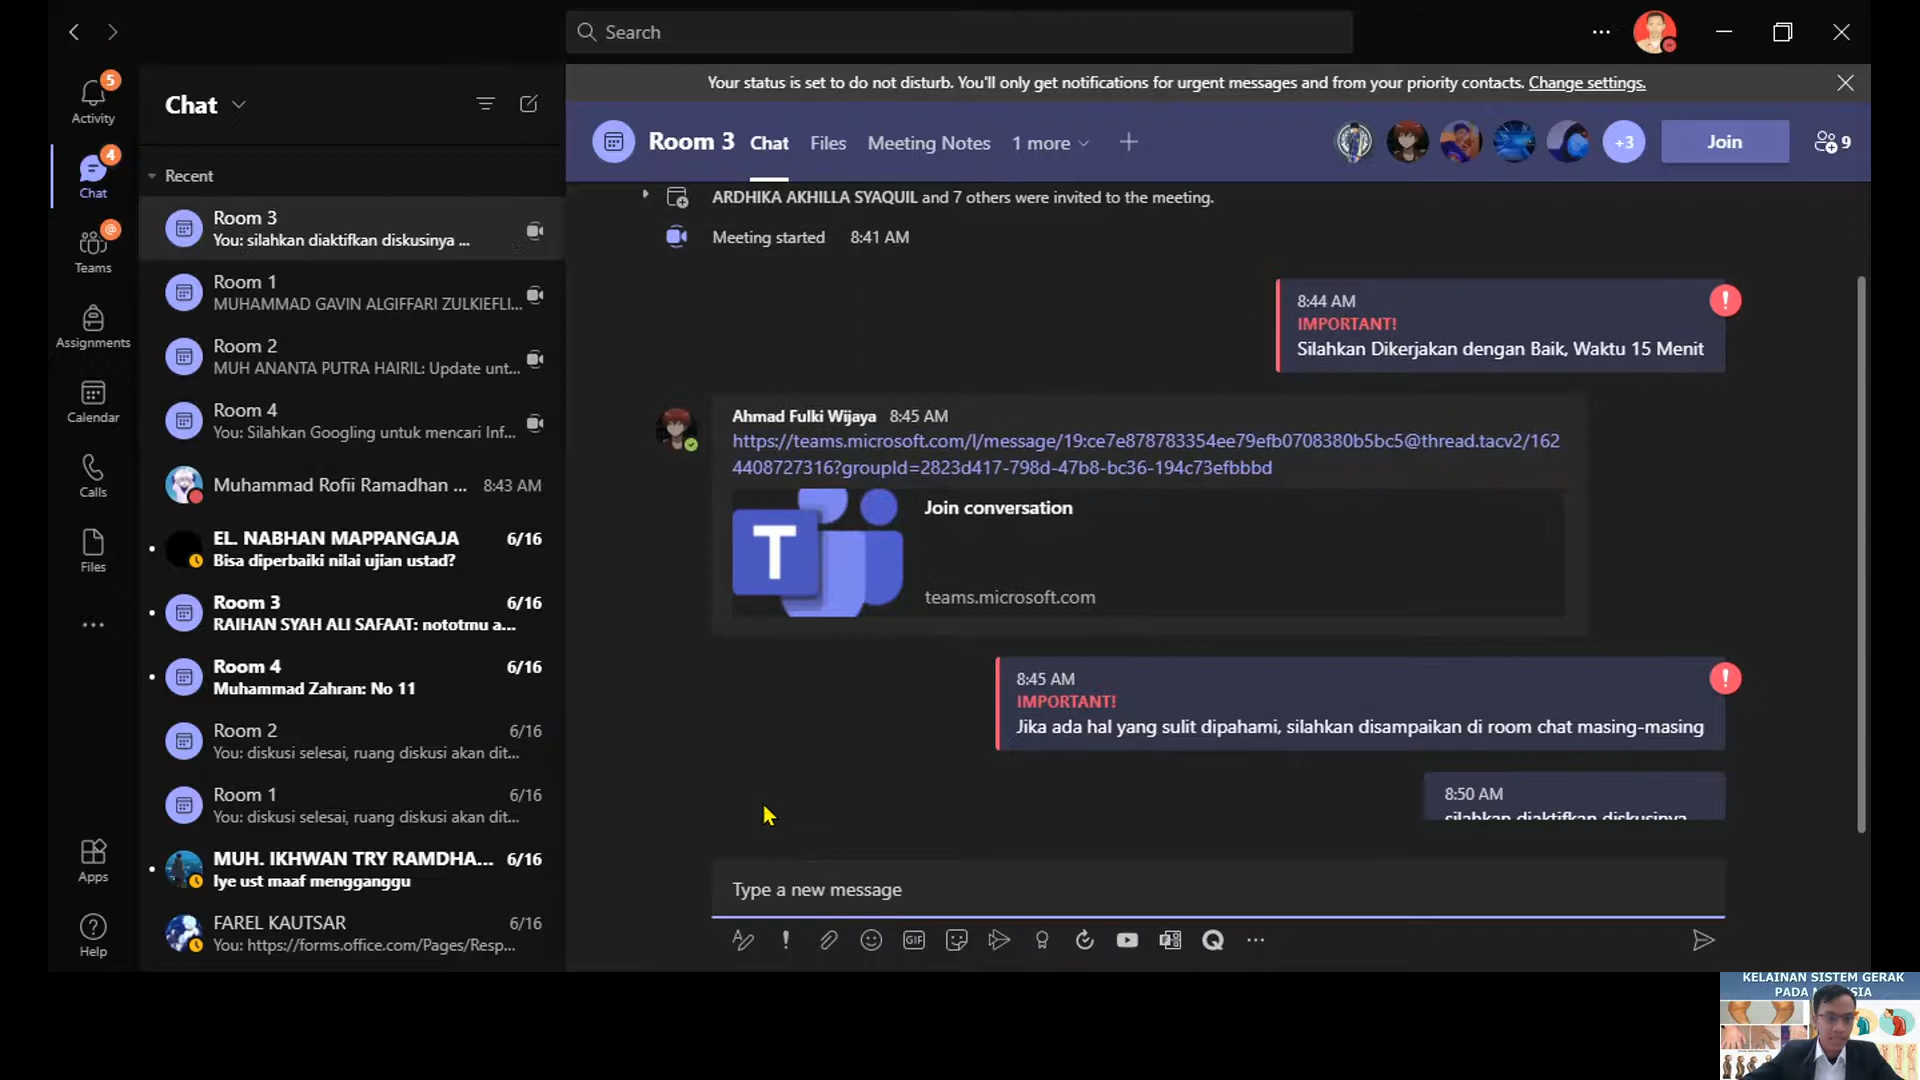 Search
Your status is set to do not disturb. You'll only get notifications for urgent messages and from your priority contacts. Change settings.
5
Activity
4
Chat
@
Teams
Assignments
Calendar
Calls
Files
Apps
Help
Chat
Recent
Room 3
You: silahkan diaktifkan diskusinya ...
Room 1
MUHAMMAD GAVIN ALGIFFARI ZULKIEFLI...
Room 2
MUH ANANTA PUTRA HAIRIL: Update unt...
Room 4
You: Silahkan Googling untuk mencari Inf...
Muhammad Rofii Ramadhan ... 8:43 AM
EL. NABHAN MAPPANGAJA 6/16
Bisa diperbaiki nilai ujian ustad?
Room 3 6/16
RAIHAN SYAH ALI SAFAAT: nototmu a...
Room 4 6/16
Muhammad Zahran: No 11
Room 2 6/16
You: diskusi selesai, ruang diskusi akan dit...
Room 1 6/16
You: diskusi selesai, ruang diskusi akan dit...
MUH. IKHWAN TRY RAMDHA... 6/16
Iye ust maaf mengganggu
FAREL KAUTSAR 6/16
You: https://forms.office.com/Pages/Resp...
Room 3 Chat Files Meeting Notes 1 more +3 Join 9
ARDHIKA AKHILLA SYAQUIL and 7 others were invited to the meeting.
Meeting started 8:41 AM
8:44 AM
IMPORTANT!
Silahkan Dikerjakan dengan Baik, Waktu 15 Menit
Ahmad Fulki Wijaya 8:45 AM
https://teams.microsoft.com/l/message/19:ce7e878783354ee79efb0708380b5bc5@thread.tacv2/162
4408727316?groupId=2823d417-798d-47b8-bc36-194c73efbbbd
T
Join conversation
teams.microsoft.com
8:45 AM
IMPORTANT!
Jika ada hal yang sulit dipahami, silahkan disampaikan di room chat masing-masing
8:50 AM
silahkan diaktifkan diskusinya
Type a new message
GIF
KELAINAN SISTEM GERAK
PADA